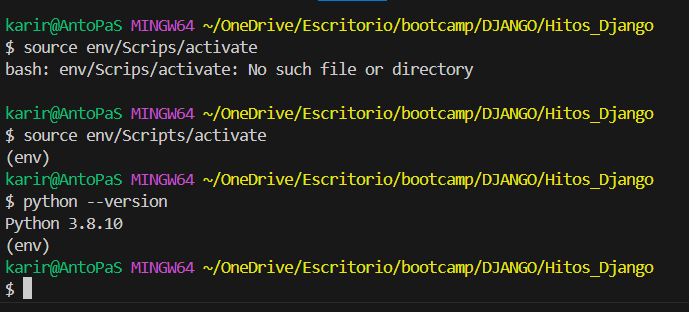 karir@AntoPaS MINGW64 ~/OneDrive/Escritorio/bootcamp/DJANGO/Hitos_Django
$ source env/Scrips/activate
bash: env/Scrips/activate: No such file or directory
karir@AntoPaS MINGW64 ~/OneDrive/Escritorio/bootcamp/DJANGO/Hitos_Django
$ source env/Scripts/activate
(env)
karir@AntoPaS MINGW64 ~/OneDrive/Escritorio/bootcamp/DJANGO/Hitos_Django
$ python --version
Python 3.8.10
(env)
karir@AntoPaS MINGW64 ~/OneDrive/Escritorio/bootcamp/DJANGO/Hitos_Django
$